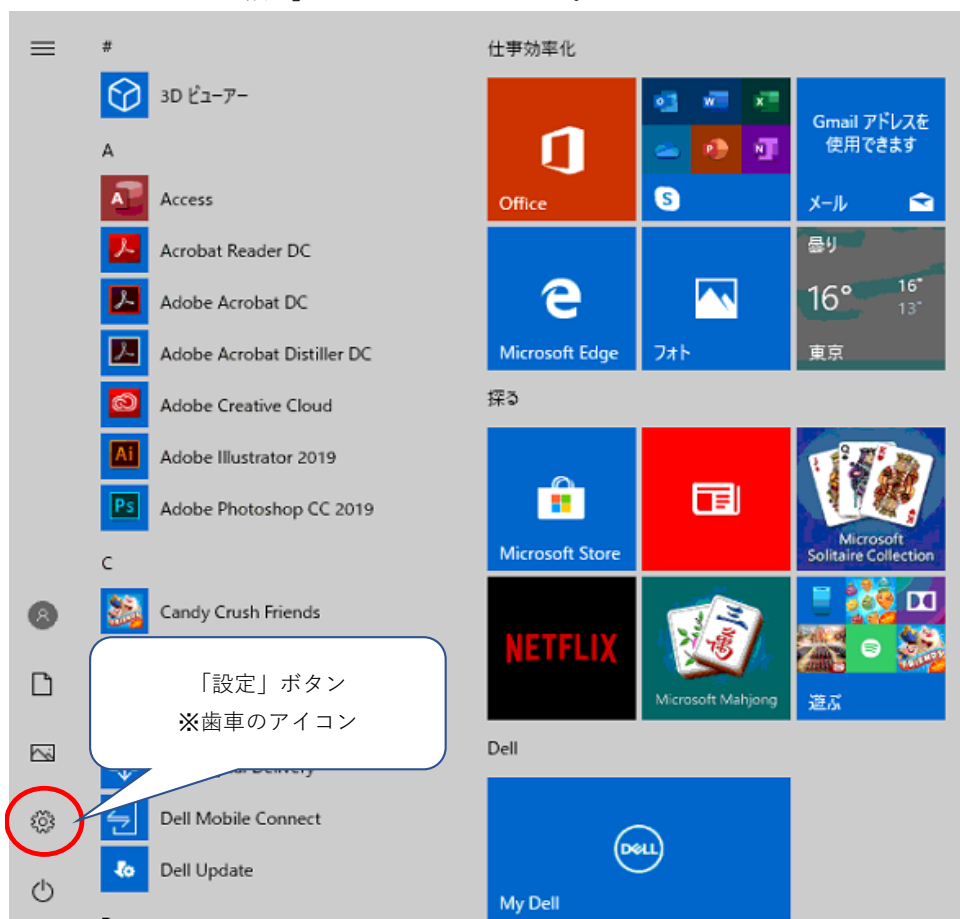 #
3D ビューアー
A
Access
Acrobat Reader DC
Adobe Acrobat DC
Adobe Acrobat Distiller DC
Adobe Creative Cloud
Adobe Illustrator 2019
Adobe Photoshop CC 2019
C
Candy Crush Friends
「設定」ボタン
※歯車のアイコン
Delivery
Dell Mobile Connect
Dell Update
仕事効率化
Office
Gmail アドレスを
使用できます
メール
Microsoft Edge
フォト
曇り
16°
16°
13°
東京
探る
Microsoft Store
Microsoft
Solitaire Collection
NETFLIX
Microsoft Mahjong
遊ぶ
Dell
DELL
My Dell